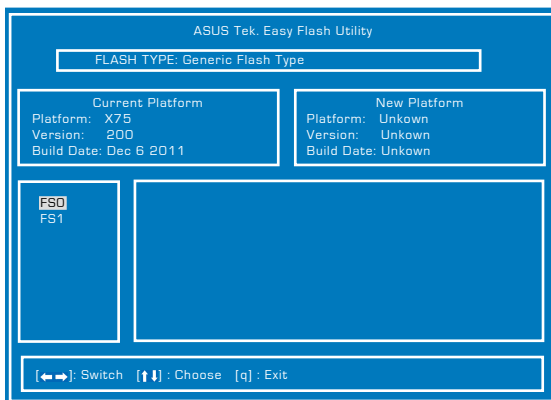 ASUS Tek. Easy Flash Utility
FLASH TYPE: Generic Flash Type
Current Platform
Platform: X75
Version: 200
Build Date: Dec 6 2011
New Platform
Platform: Unkown
Version: Unkown
Build Date: Unkown
FS0
FS1
[←→]: Switch [↑↓] : Choose [q] : Exit